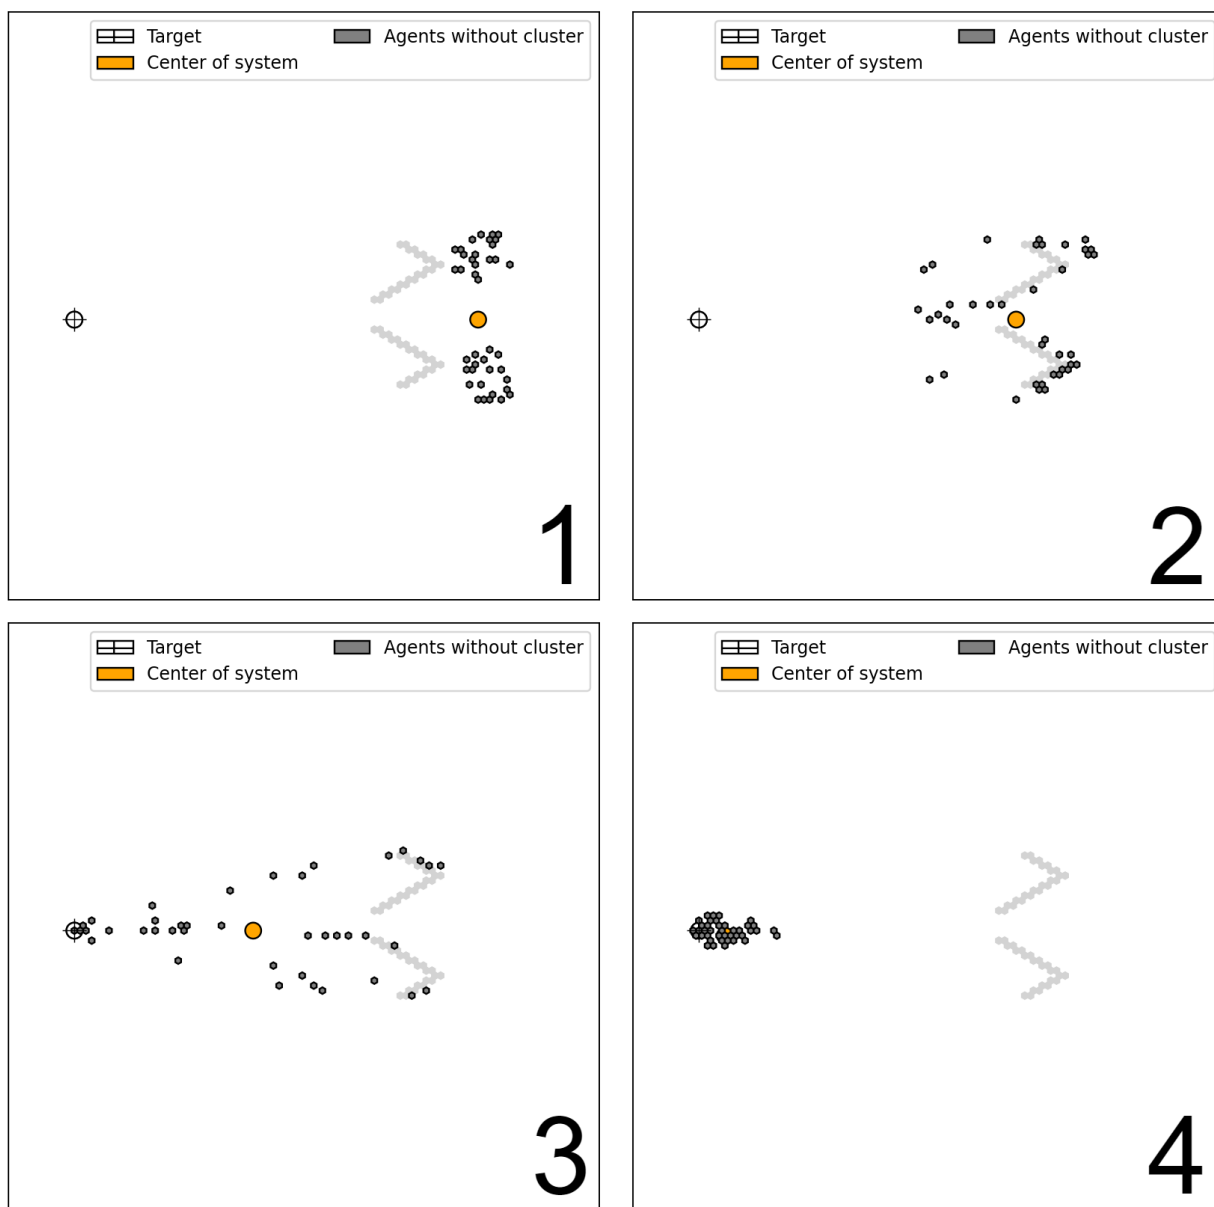 Target
Agents without cluster
Center of system
1
Target
Agents without cluster
Center of system
2
Target
Agents without cluster
Center of system
3
Target
Agents without cluster
Center of system
4